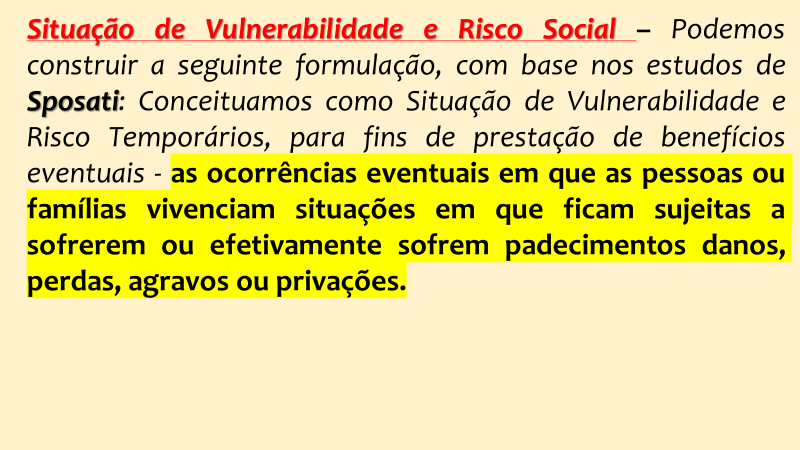 Situação de Vulnerabilidade e Risco Social – Podemos
construir a seguinte formulação, com base nos estudos de
Sposati: Conceituamos como Situação de Vulnerabilidade e
Risco Temporários, para fins de prestação de benefícios
eventuais - as ocorrências eventuais em que as pessoas ou
famílias vivenciam situações em que ficam sujeitas a
sofrerem ou efetivamente sofrem padecimentos danos,
perdas, agravos ou privações.